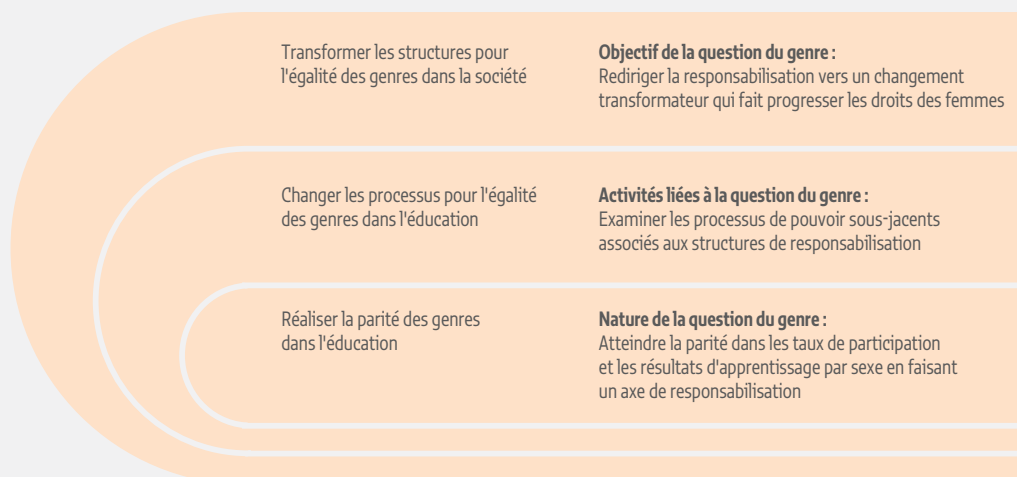 Transformer les structures pour
l'égalité des genres dans la société
Objectif de la question du genre :
Rediriger la responsabilisation vers un changement
transformateur qui fait progresser les droits des femmes
Changer les processus pour l'égalité
des genres dans l'éducation
Activités liées à la question du genre :
Examiner les processus de pouvoir sous-jacents
associés aux structures de responsabilisation
Réaliser la parité des genres
dans l'éducation
Nature de la question du genre :
Atteindre la parité dans les taux de participation
et les résultats d'apprentissage par sexe en faisant
un axe de responsabilisation